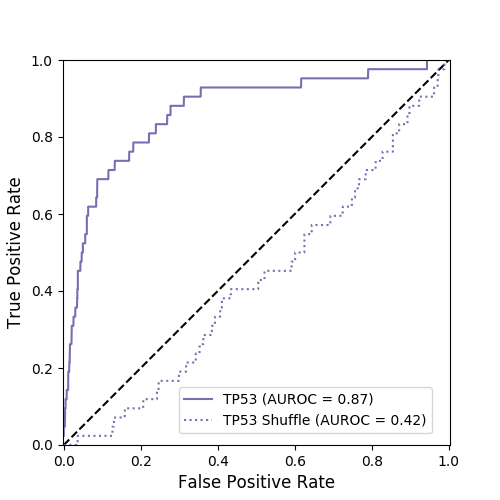 1.0
0.8
0.6
0.4
0.2
0.0
True Positive Rate
TP53 (AUROC = 0.87)
TP53 Shuffle (AUROC = 0.42)
0.0 0.2 0.4 0.6 0.8 1.0
False Positive Rate